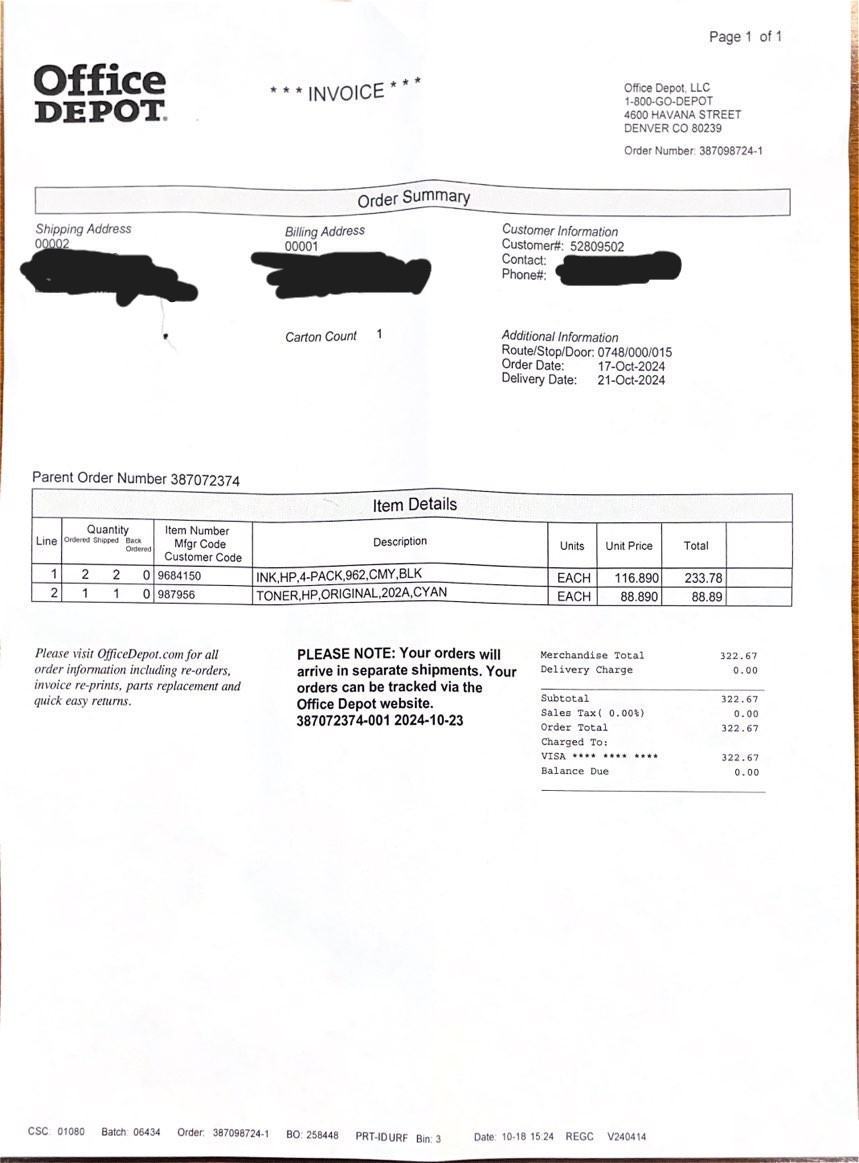 Page 1 of 1
Office
DEPOT.
* * * INVOICE * * *
Office Depot, LLC
1-800-GO-DEPOT
4600 HAVANA STREET
DENVER CO 80239
Order Number: 387098724-1
Order Summary
Shipping Address
00002
Billing Address
00001
Carton Count 1
Customer Information
Customer#: 52809502
Contact:
Phone#:
Additional Information
Route/Stop/Door: 0748/000/015
Order Date: 17-Oct-2024
Delivery Date: 21-Oct-2024
Parent Order Number 387072374
Item Details
Line Quantity Ordered Shipped Back Ordered Item Number Mfgr Code Customer Code Description Units Unit Price Total
1 2 2 0 9684150 INK,HP,4-PACK,962,CMY,BLK EACH 116.890 233.78
2 1 1 0 987956 TONER,HP,ORIGINAL,202A,CYAN EACH 88.890 88.89
Please visit OfficeDepot.com for all
order information including re-orders,
invoice re-prints, parts replacement and
quick easy returns.
PLEASE NOTE: Your orders will
arrive in separate shipments. Your
orders can be tracked via the
Office Depot website.
387072374-001 2024-10-23
Merchandise Total 322.67
Delivery Charge 0.00
Subtotal 322.67
Sales Tax( 0.00%) 0.00
Order Total 322.67
Charged To:
VISA **** **** **** 322.67
Balance Due 0.00
CSC: 01080 Batch: 06434 Order: 387098724-1 BO: 258448 PRT-IDURF Bin: 3 Date: 10-18 15:24 REGC V240414